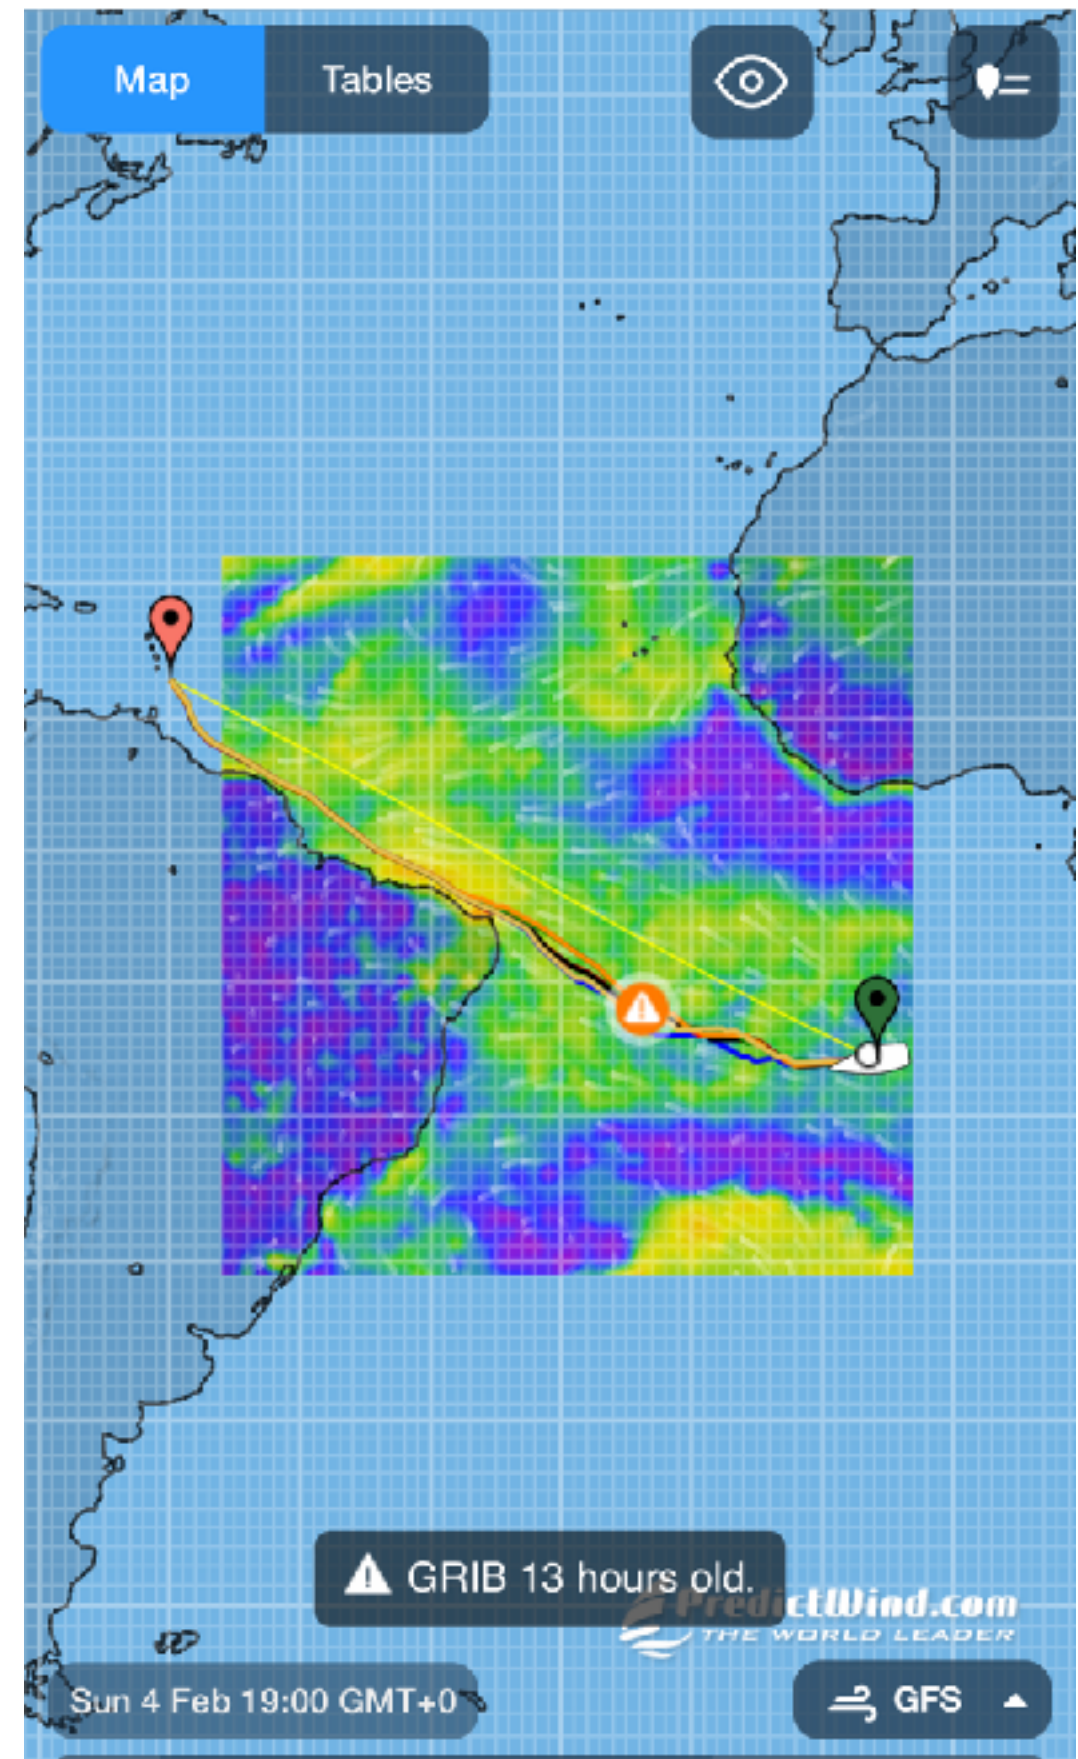 Map
Tables
GRIB 13 hours old.
PredictWind.com
THE WORLD LEADER
Sun 4 Feb 19:00 GMT+0
GFS